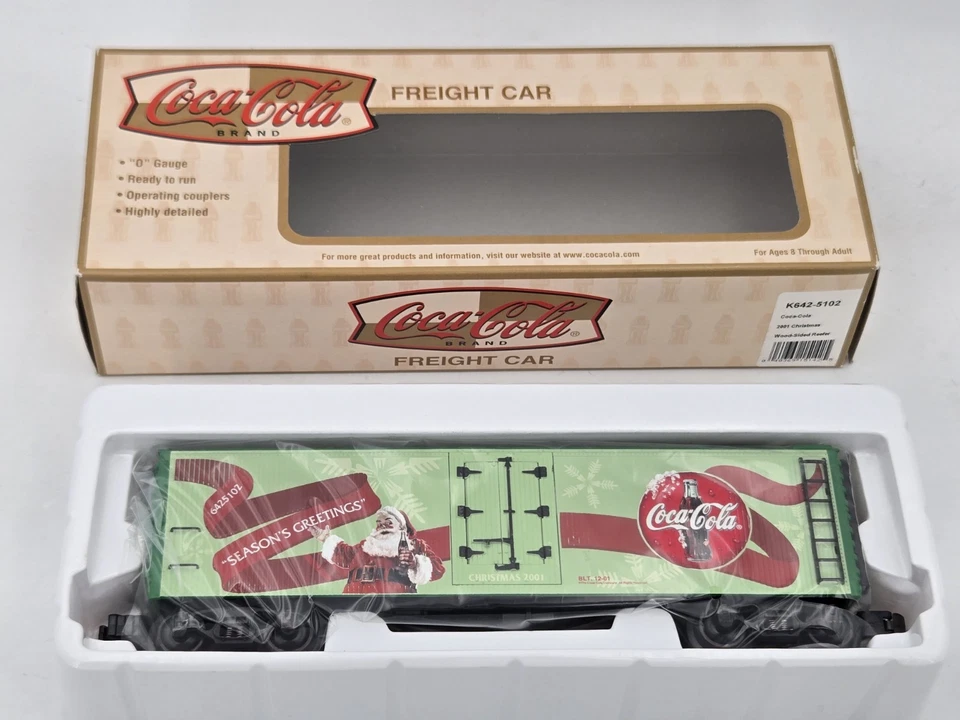 Coca-Cola®
BRAND
FREIGHT CAR
• "O" Gauge
• Ready to run
• Operating couplers
• Highly detailed
For more great products and information, visit our website at www.cocacola.com
For Ages 8 Through Adult
Coca-Cola®
BRAND
FREIGHT CAR
K642-5102
Coca-Cola
2001 Christmas
Wood-Sided Reefer
6425102
"SEASON'S GREETINGS"
CHRISTMAS 2001
BLT. 12-01
Coca-Cola®